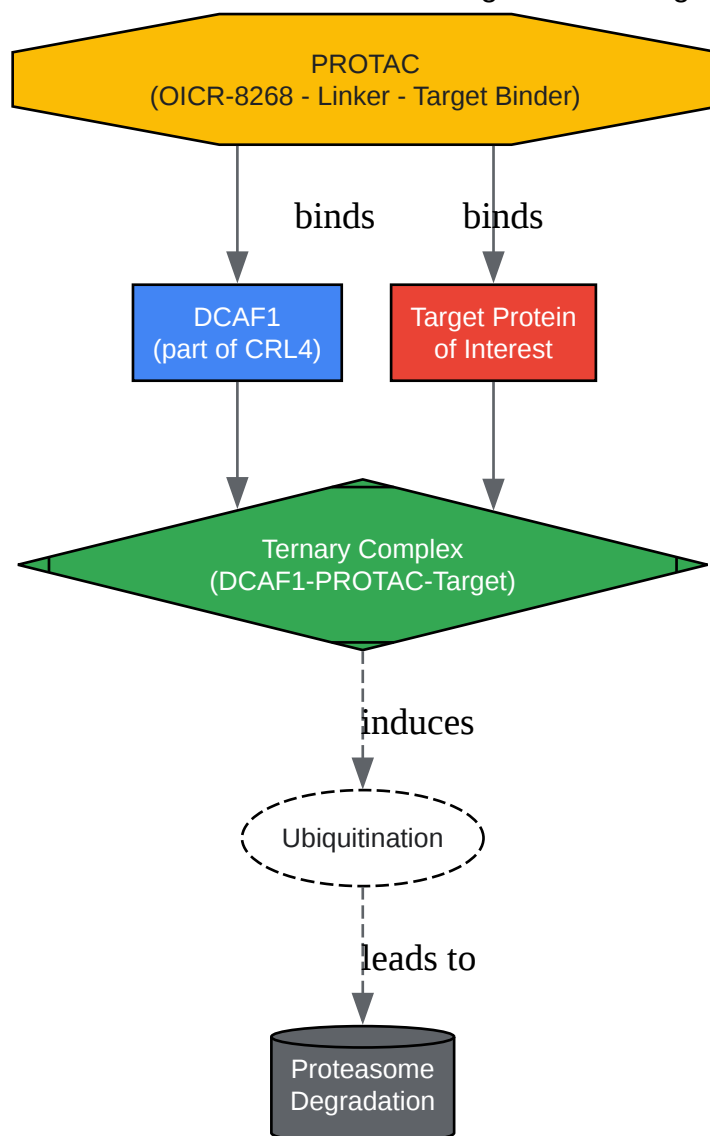 PROTAC
(OICR-8268 - Linker - Target Binder)
binds binds
DCAF1
(part of CRL4)
Target Protein
of Interest
Ternary Complex
(DCAF1-PROTAC-Target)
induces
Ubiquitination
leads to
Proteasome
Degradation